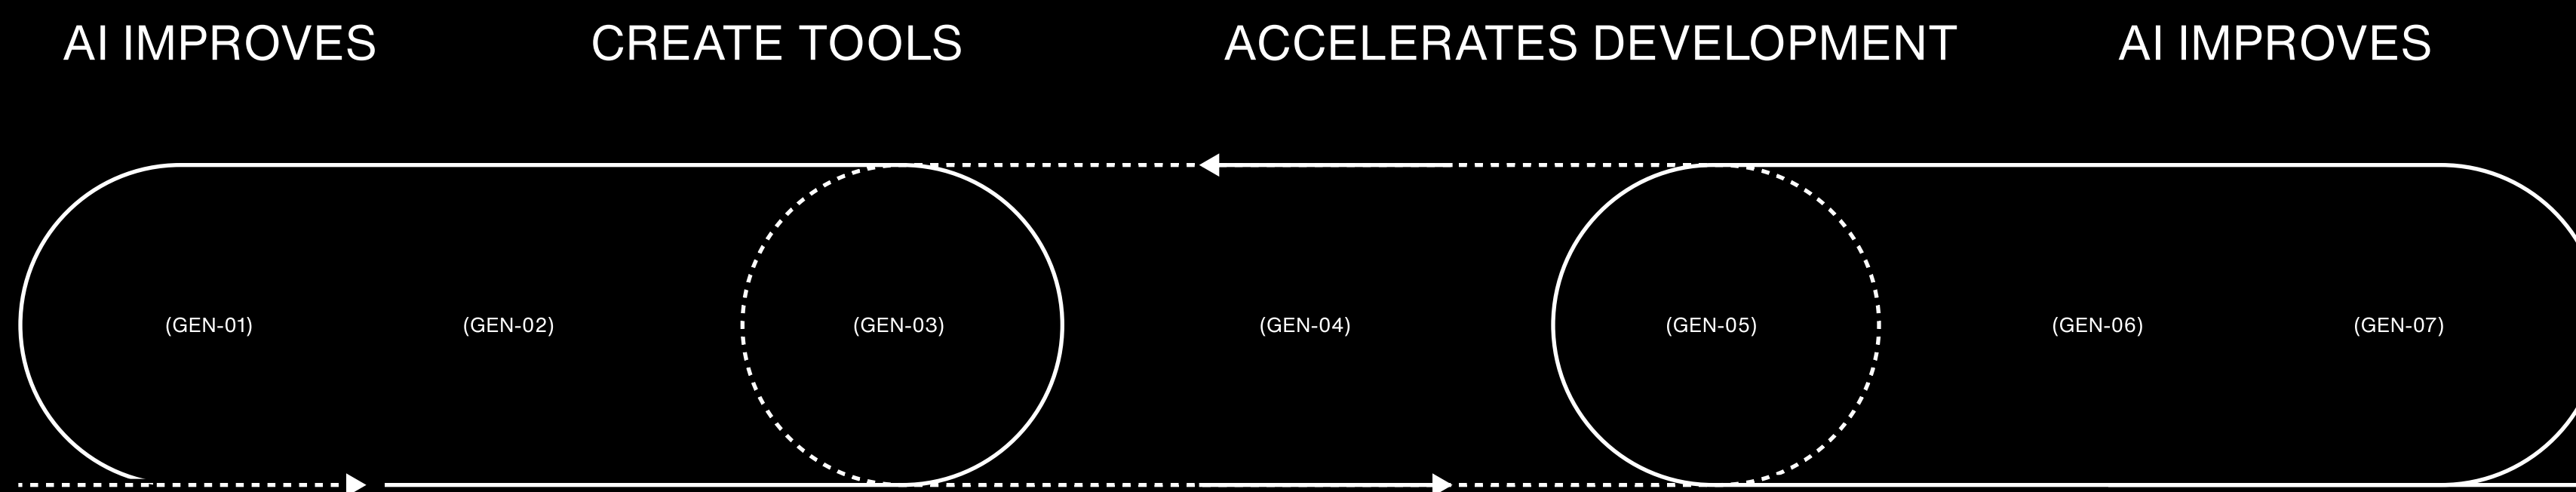 AI IMPROVES CREATE TOOLS ACCELERATES DEVELOPMENT AI IMPROVES
(GEN-01) (GEN-02) (GEN-03) (GEN-04) (GEN-05) (GEN-06) (GEN-07)